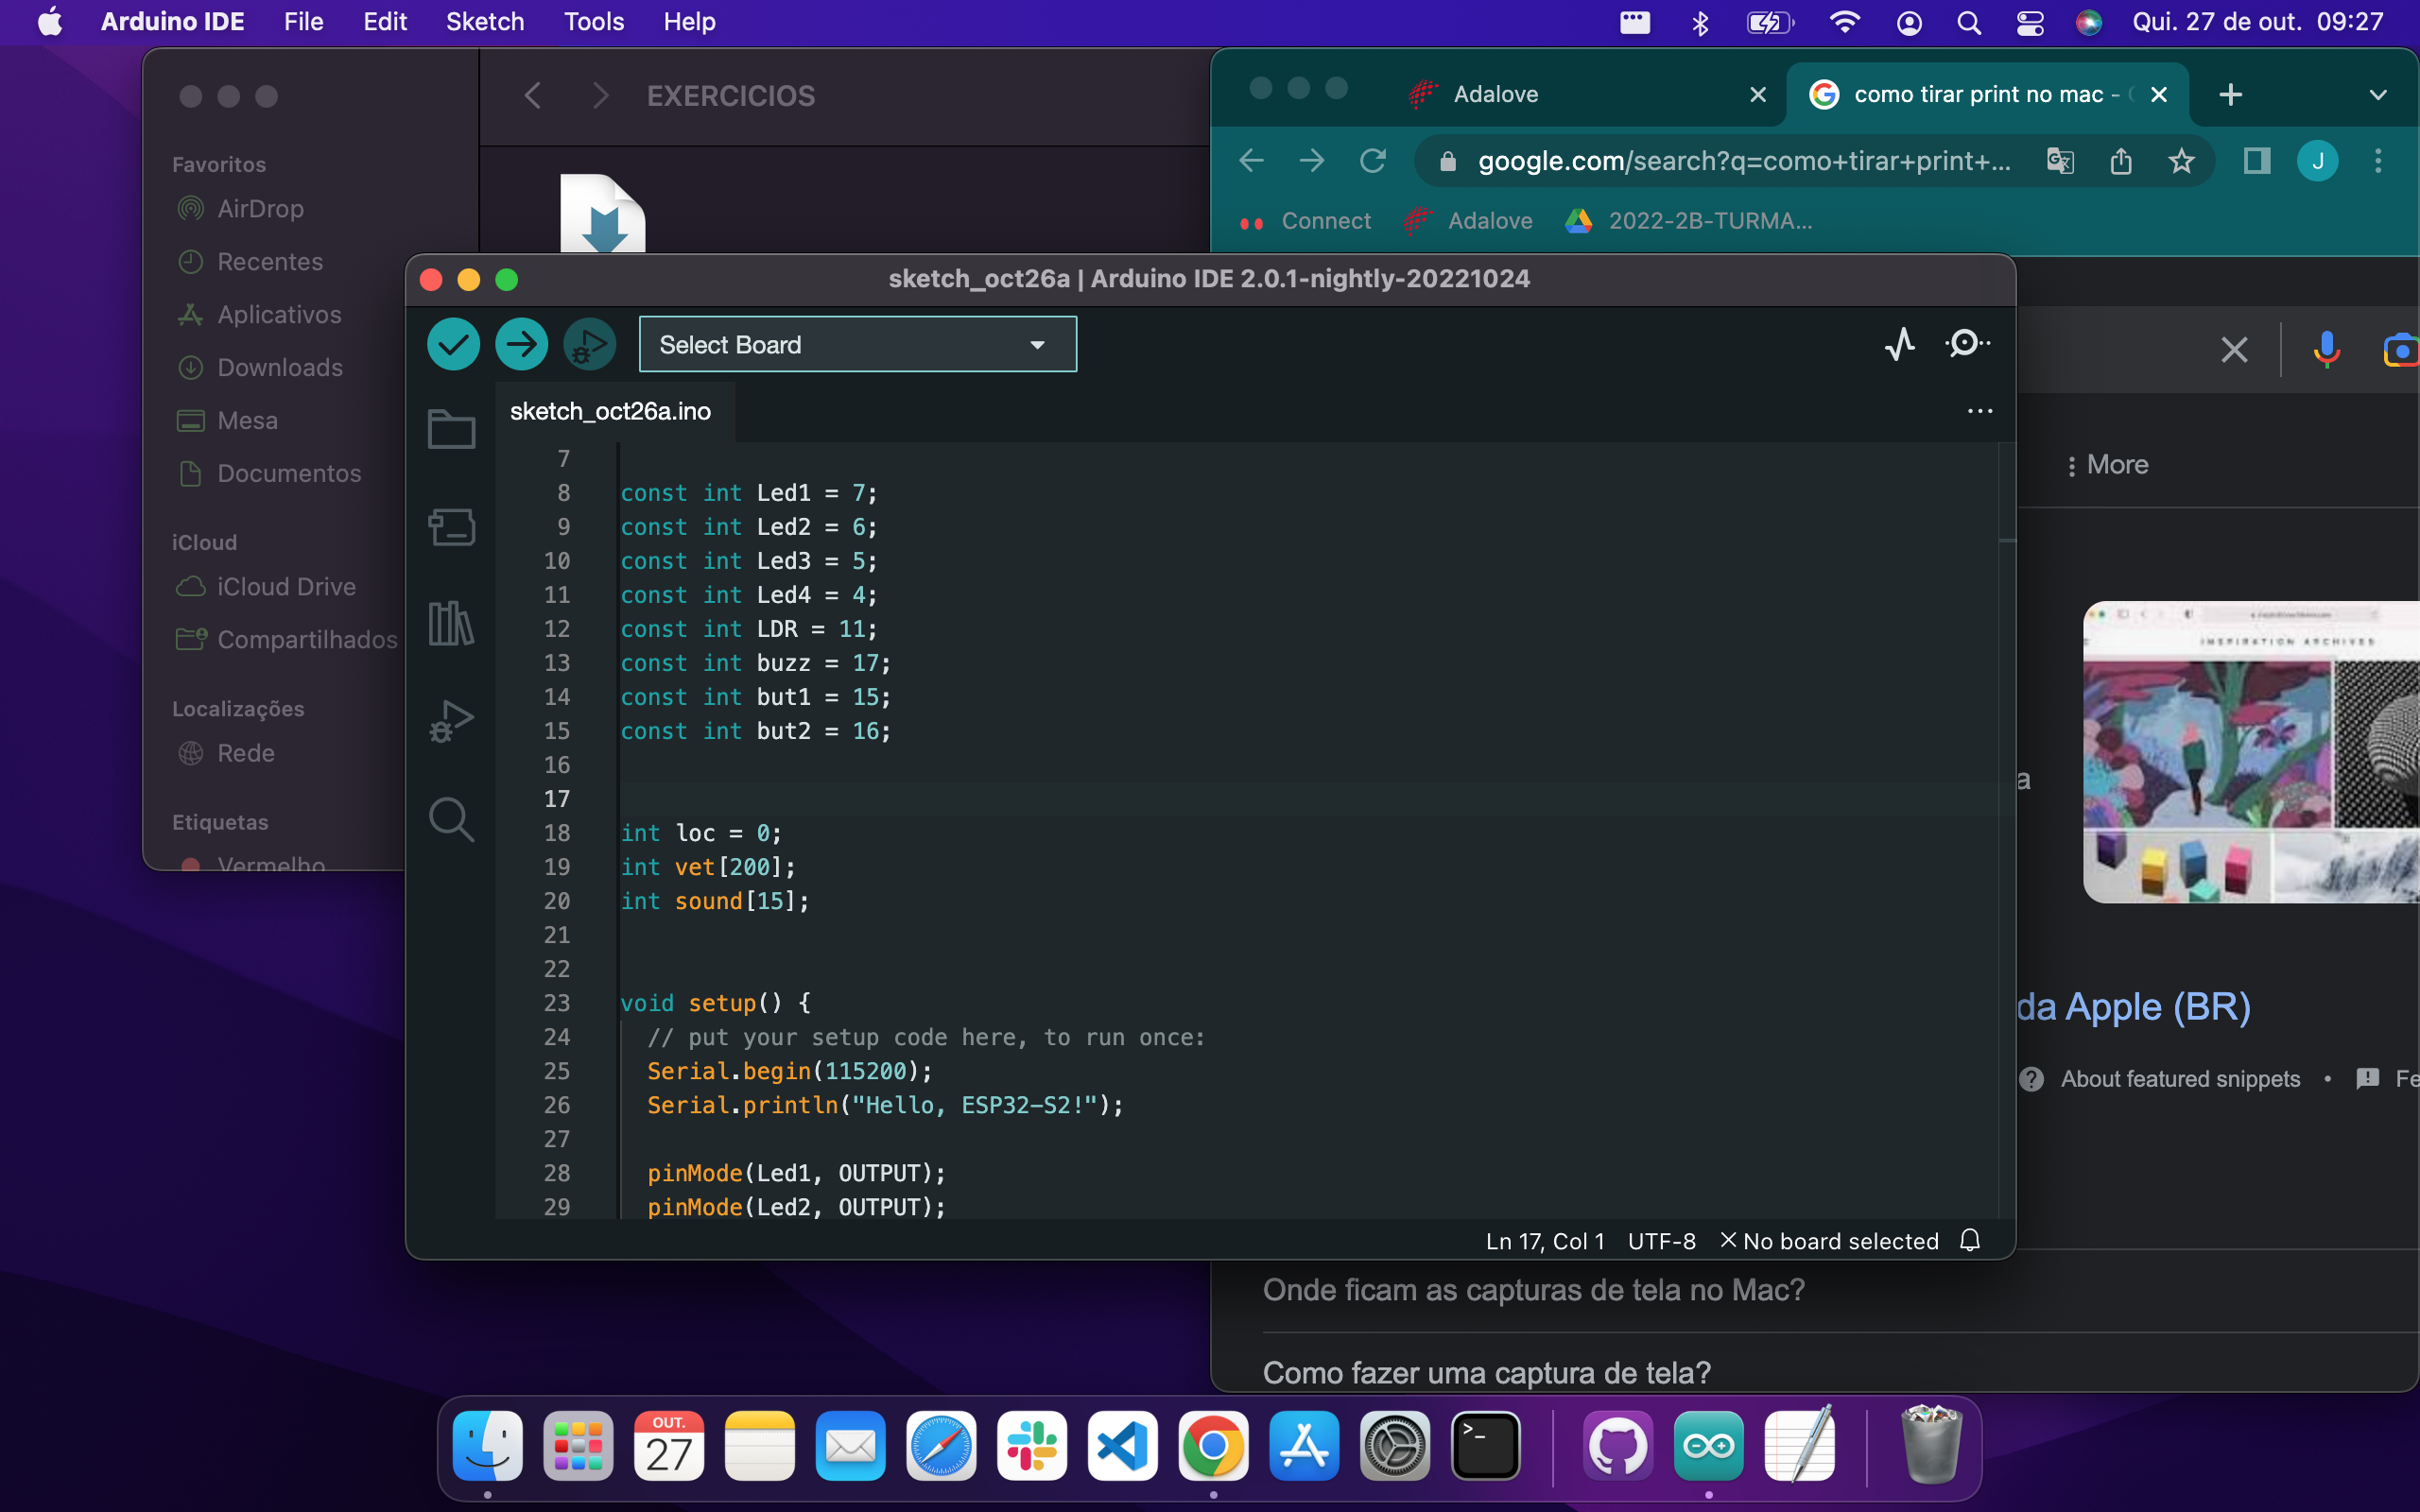 Arduino IDE File Edit Sketch Tools Help Qui. 27 de out. 09:27
EXERCICIOS
Favoritos
AirDrop
Recentes
Aplicativos
Downloads
Mesa
Documentos
iCloud
iCloud Drive
Compartilhados
Localizações
Rede
Etiquetas
Vermelho
Adalove
como tirar print no mac -
google.com/search?q=como+tirar+print+...
J
Connect Adalove 2022-2B-TURMA...
sketch_oct26a | Arduino IDE 2.0.1-nightly-20221024
Select Board
sketch_oct26a.ino
7
8 const int Led1 = 7;
9 const int Led2 = 6;
10 const int Led3 = 5;
11 const int Led4 = 4;
12 const int LDR = 11;
13 const int buzz = 17;
14 const int but1 = 15;
15 const int but2 = 16;
16
17
18 int loc = 0;
19 int vet[200];
20 int sound[15];
21
22
23 void setup() {
24 // put your setup code here, to run once:
25 Serial.begin(115200);
26 Serial.println("Hello, ESP32-S2!");
27
28 pinMode(Led1, OUTPUT);
29 pinMode(Led2, OUTPUT);
Ln 17, Col 1 UTF-8 No board selected
More
INSPIRATION ARCHIVES
a
da Apple (BR)
About featured snippets • Fe
Onde ficam as capturas de tela no Mac?
Como fazer uma captura de tela?
OUT.
27